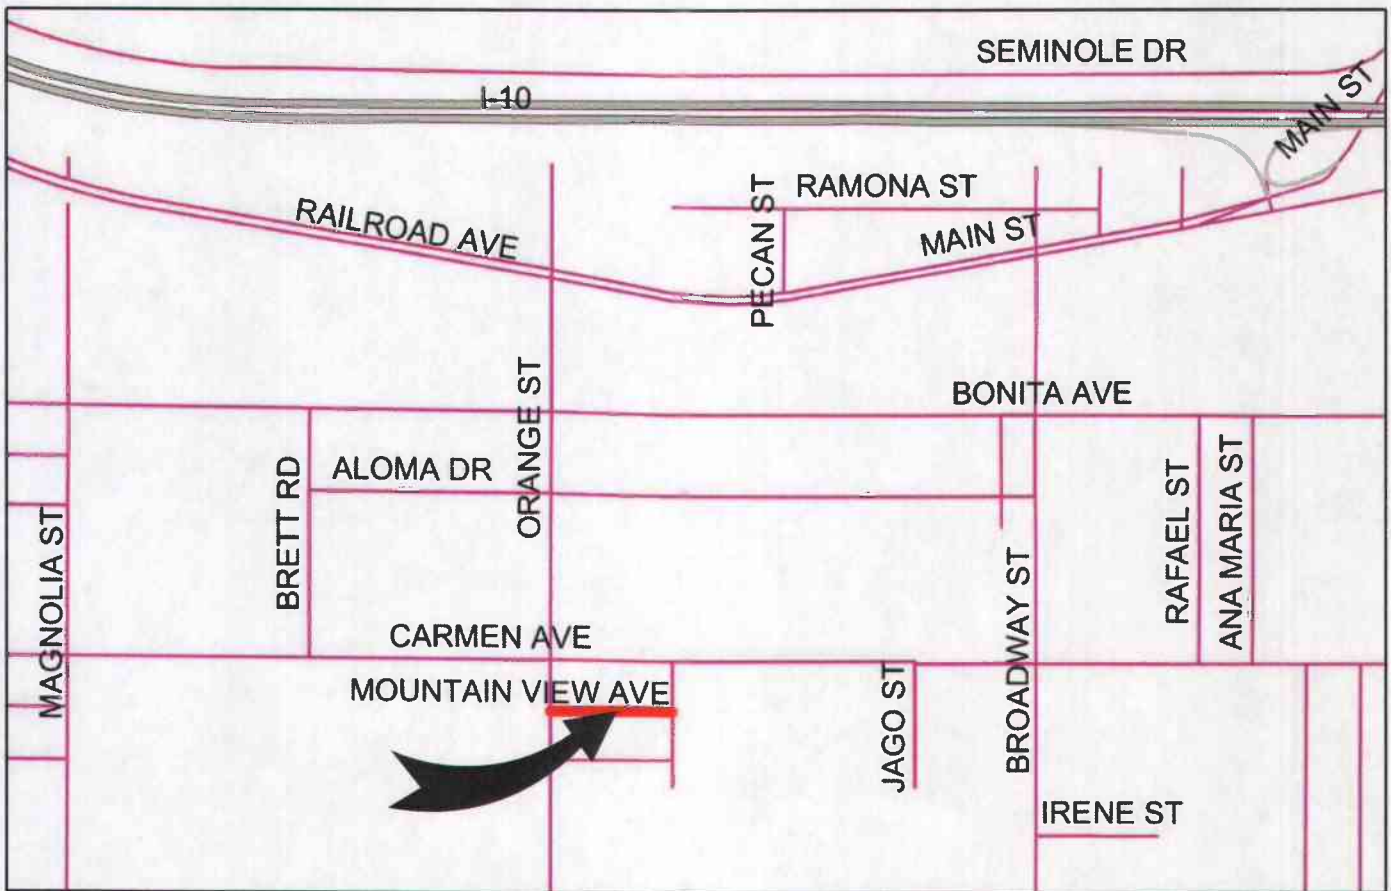 SEMINOLE DR
I-10
MAIN ST
RAMONA ST
PECAN ST
RAILROAD AVE
MAIN ST
BONITA AVE
ORANGE ST
ALOMA DR
BRETT RD
RAFAEL ST
ANA MARIA ST
MAGNOLIA ST
CARMEN AVE
MOUNTAIN VIEW AVE
JAGO ST
BROADWAY ST
IRENE ST